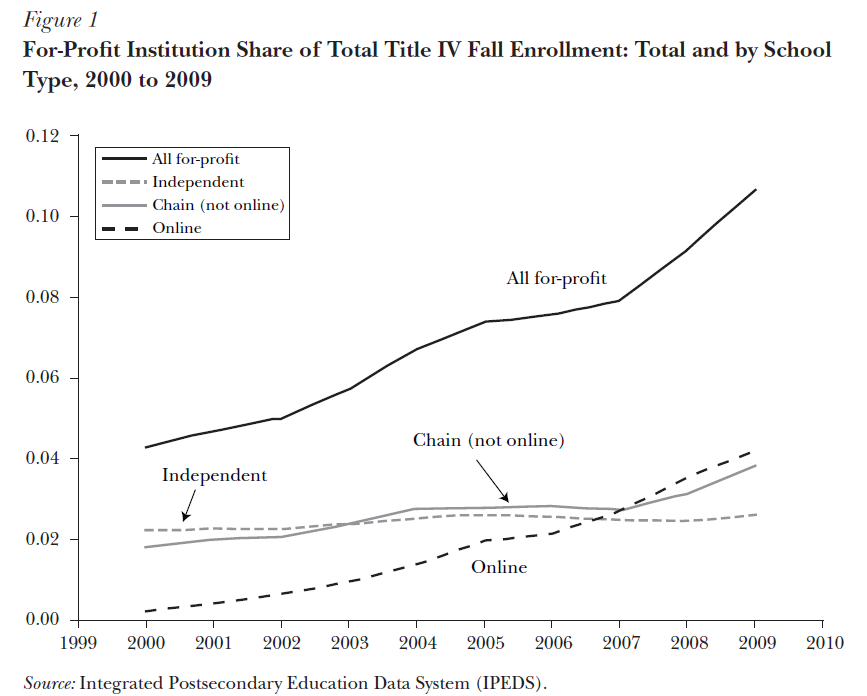 Figure 1
For-Profit Institution Share of Total Title IV Fall Enrollment: Total and by School
Type, 2000 to 2009
0.12
All for-profit
Independent
Chain (not online)
Online
0.10
All for-profit
0.08
0.06
Chain (not online)
0.04
Independent
0.02
Online
0.00
1999 2000 2001 2002 2003 2004 2005 2006 2007 2008 2009 2010
Source: Integrated Postsecondary Education Data System (IPEDS).